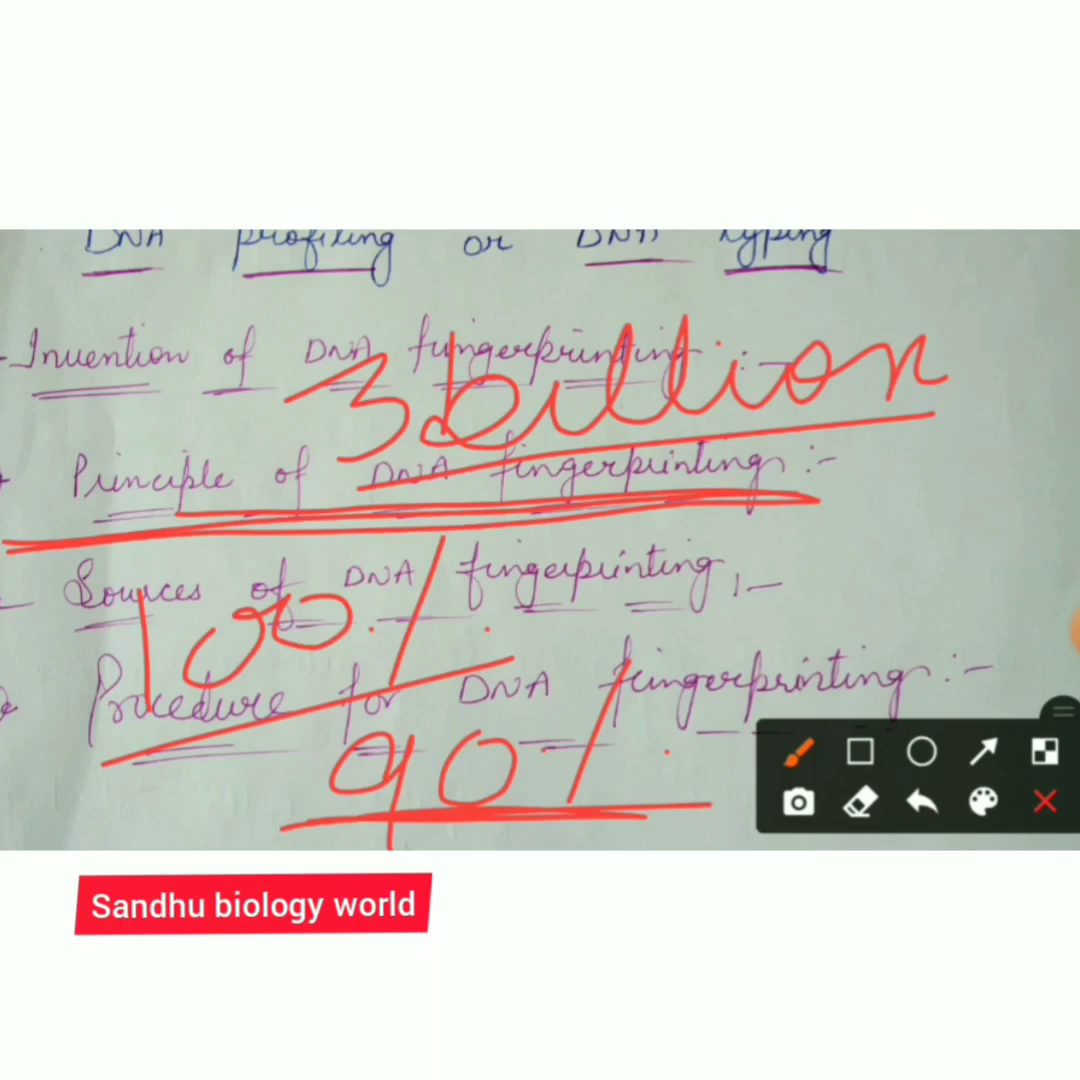 DNA profiling or DNA typing
Invention of DNA fingerprinting :-
3 billion
Principle of DNA fingerprinting :-
Sources of DNA fingerprinting :-
100%
Procedure for DNA fingerprinting :-
90%
Sandhu biology world